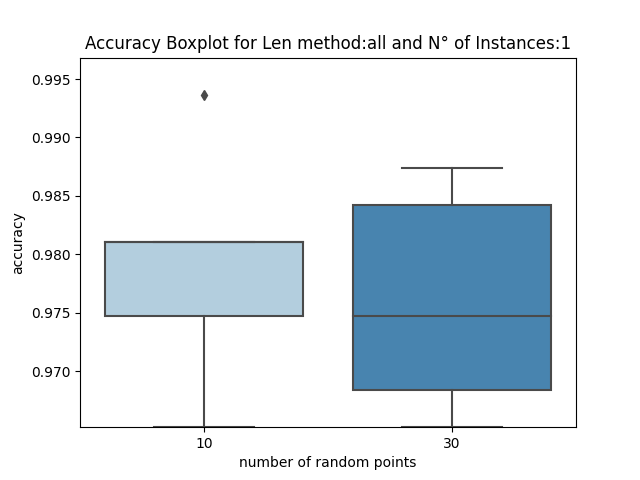 Accuracy Boxplot for Len method:all and N° of Instances:1
0.995
0.990
0.985
0.980
0.975
0.970
accuracy
10
30
number of random points